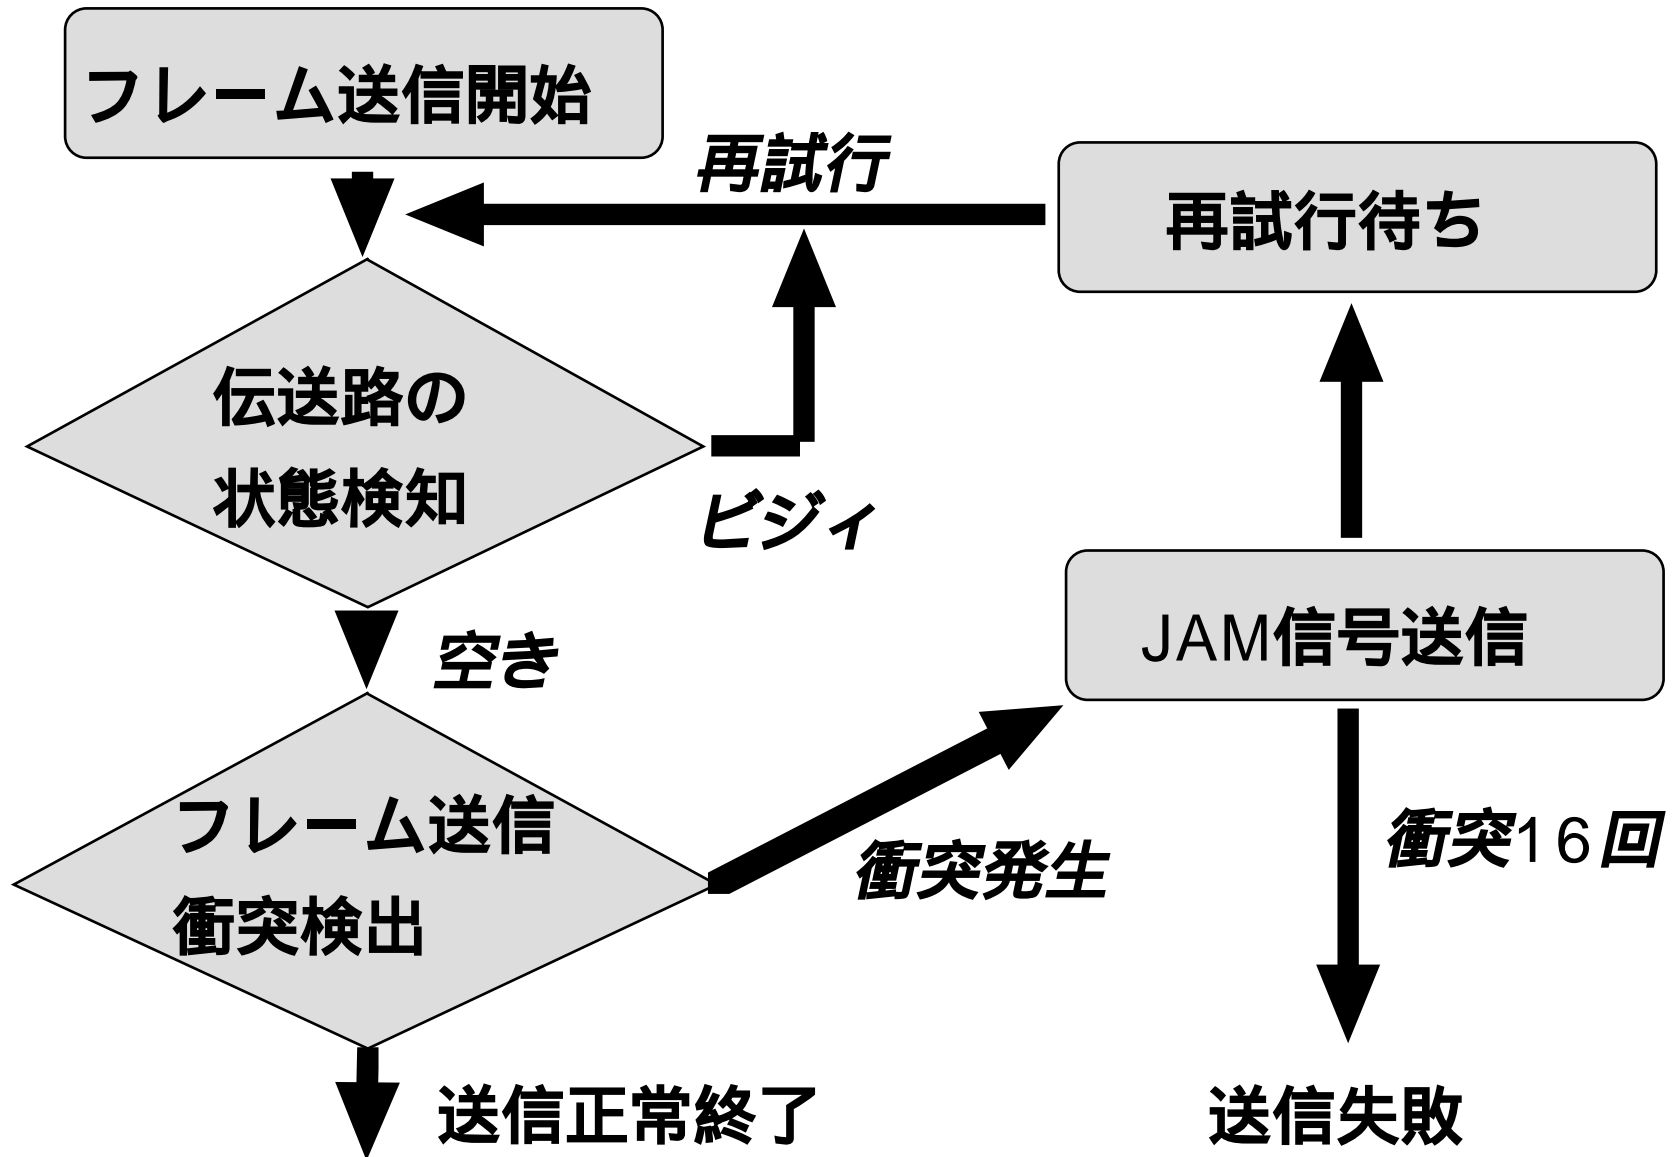 フレーム送信開始
再試行
再試行待ち
伝送路の
状態検知
ビジィ
空き
JAM信号送信
フレーム送信
衝突検出
衝突発生
衝突16回
送信正常終了
送信失敗